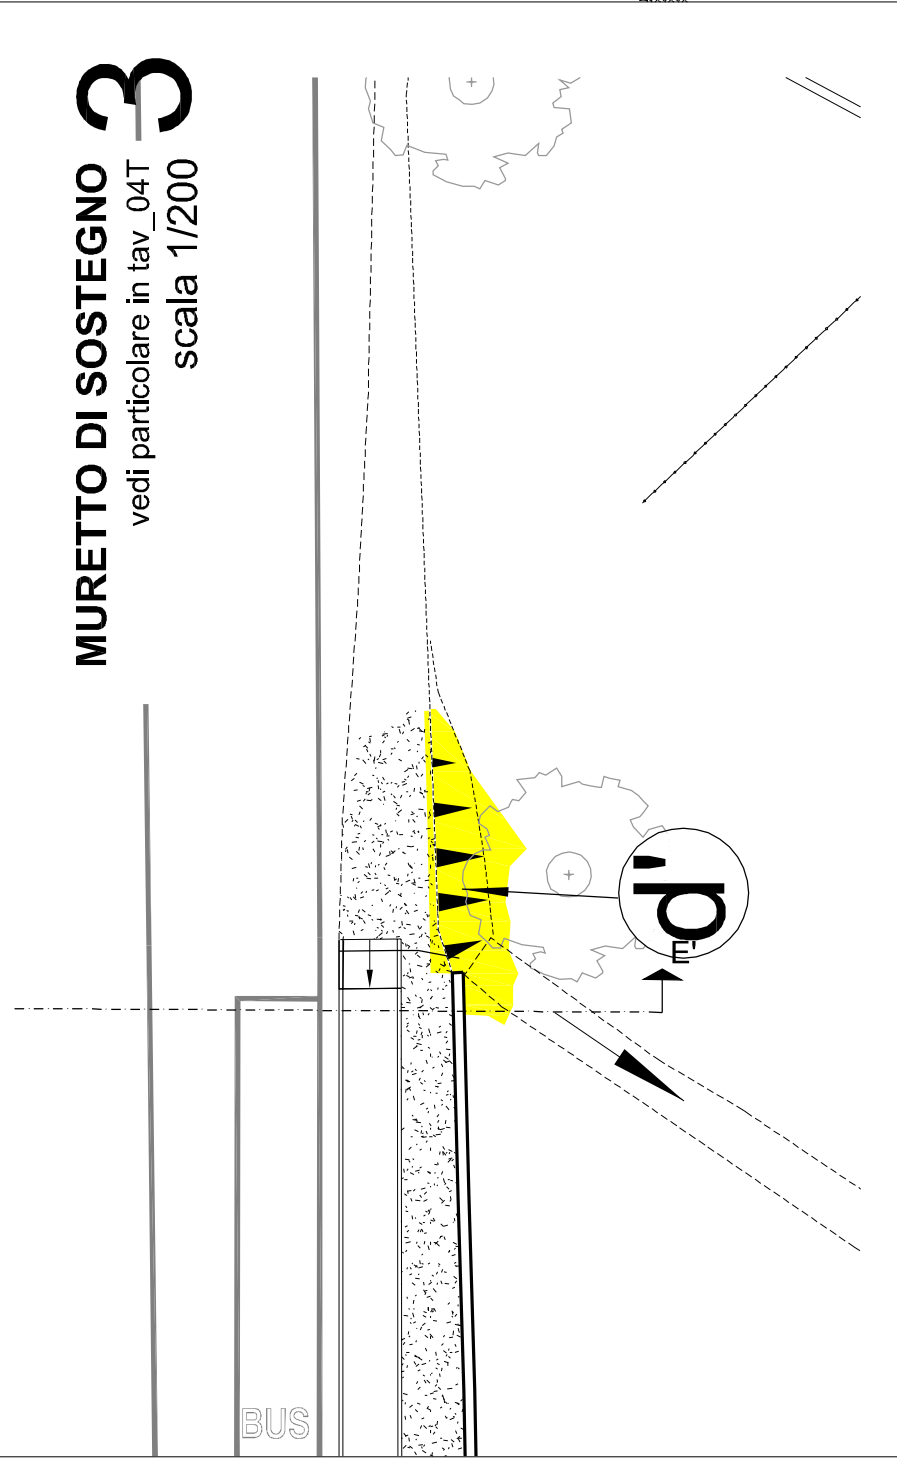 3
MURETTO DI SOSTEGNO
vedi particolare in tav_04T
scala 1/200
d'
E'
BUS